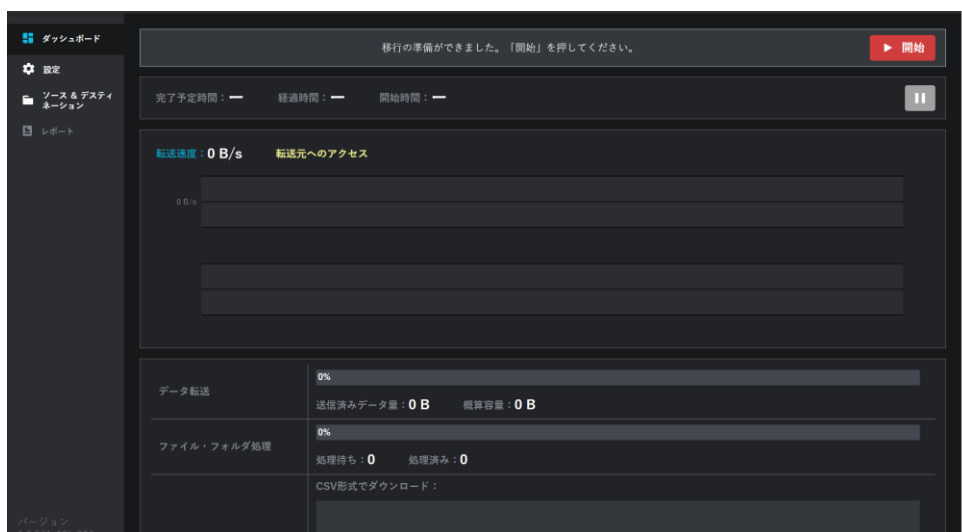 ダッシュボード
設定
ソース & デスティ
ネーション
レポート
バージョン
移行の準備ができました。「開始」を押してください。
開始
完了予定時間：ー 経過時間：ー 開始時間：ー
転送速度：0 B/s 転送元へのアクセス
0 B/s
データ転送
0%
送信済みデータ量：0 B 概算容量：0 B
ファイル・フォルダ処理
0%
処理待ち：0 処理済み：0
CSV形式でダウンロード：